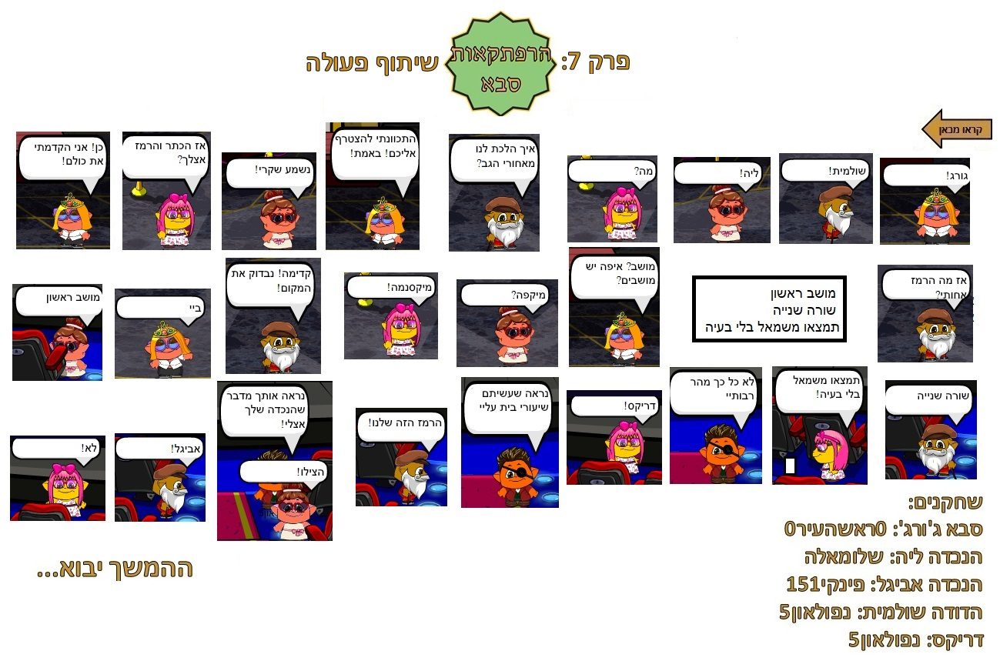 פרק 7:
הרפתקאות
סבא
שיתוף פעולה
קראו מכאן
גורג!
שולמית!
ליה!
מה?
איך הלכת לנו
מאחורי הגב?
התכוונתי להצטרף
אליכם! באמת!
נשמע שקרי!
אז הכתר והרמז
אצלך?
כן! אני הקדמתי
את כולם!
אז מה הרמז
אחותי?
מושב ראשון
שורה שנייה
תמצאו משמאל בלי בעיה
מושב? איפה יש
מושבים?
מיקפה?
מיקסנמה!
קדימה! נבדוק את
המקום!
ביי
מושב ראשון
שורה שנייה
תמצאו משמאל
בלי בעיה!
לא כל כך מהר
רבותיי
דריקס!
נראה שעשיתם
שיעורי בית עליי
הרמז הזה שלנו!
נראה אותך מדבר
שהנכדה שלך
אצלי!
הצילו!
אביגל!
לא!
שחקנים:
סבא ג'ורג': 0ראשהעיר0
הנכדה ליה: שלומאלה
הנכדה אביגל: פינקי151
הדודה שולמית: נפולאון5
דריקס: נפולאון5
ההמשך יבוא...